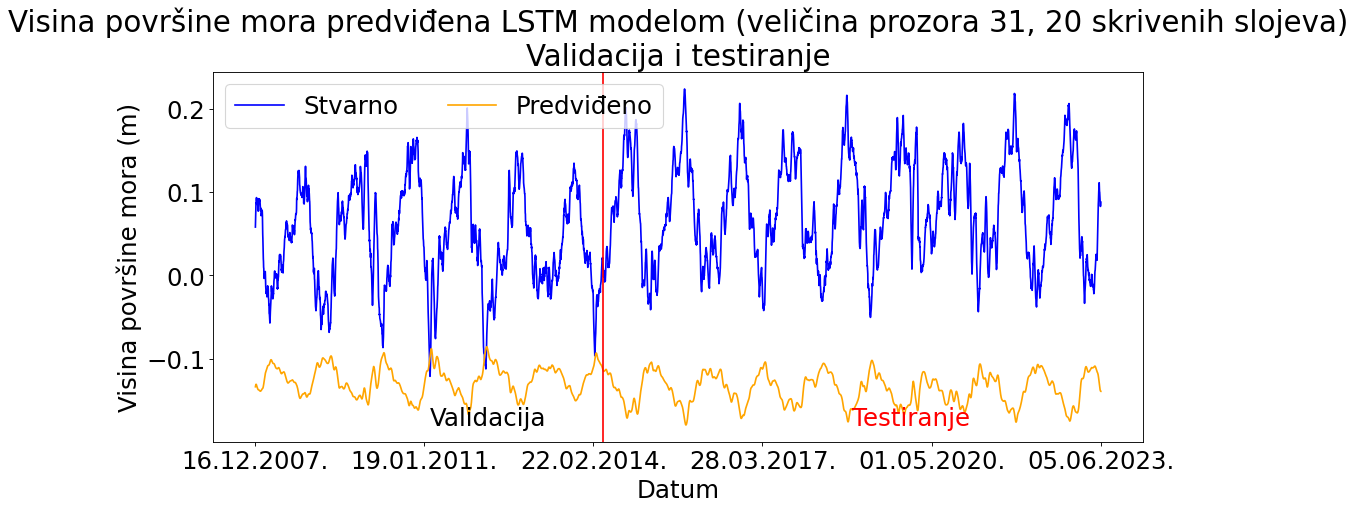 Visina površine mora predviđena LSTM modelom (veličina prozora 31, 20 skrivenih slojeva)
Validacija i testiranje
Stvarno
Predviđeno
Visina površine mora (m)
0.2
0.1
0.0
−0.1
Validacija
Testiranje
16.12.2007.
19.01.2011.
22.02.2014.
28.03.2017.
01.05.2020.
05.06.2023.
Datum